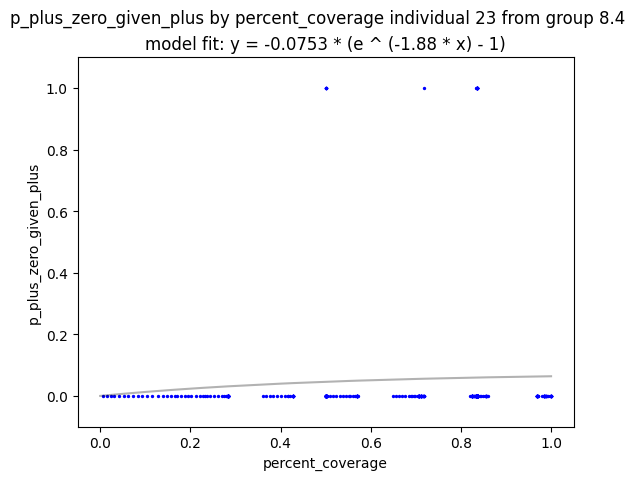 p_plus_zero_given_plus by percent_coverage individual 23 from group 8.4
model fit: y = -0.0753 * (e ^ (-1.88 * x) - 1)
1.0
0.8
0.6
0.4
0.2
0.0
p_plus_zero_given_plus
0.0 0.2 0.4 0.6 0.8 1.0
percent_coverage